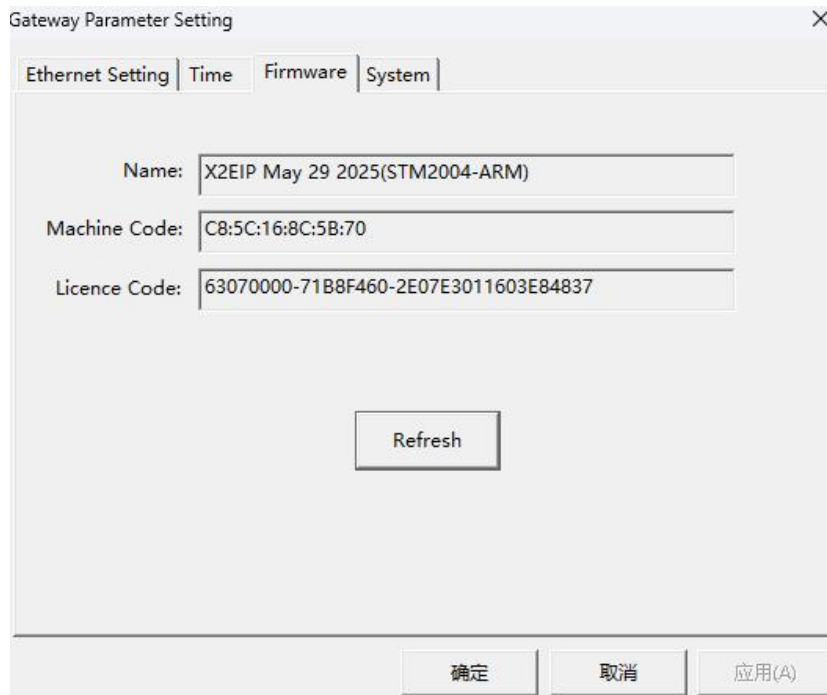 Gateway Parameter Setting
Ethernet Setting Time Firmware System
Name: X2EIP May 29 2025(STM2004-ARM)
Machine Code: C8:5C:16:8C:5B:70
Licence Code: 63070000-71B8F460-2E07E3011603E84837
Refresh
确定 取消 应用(A)